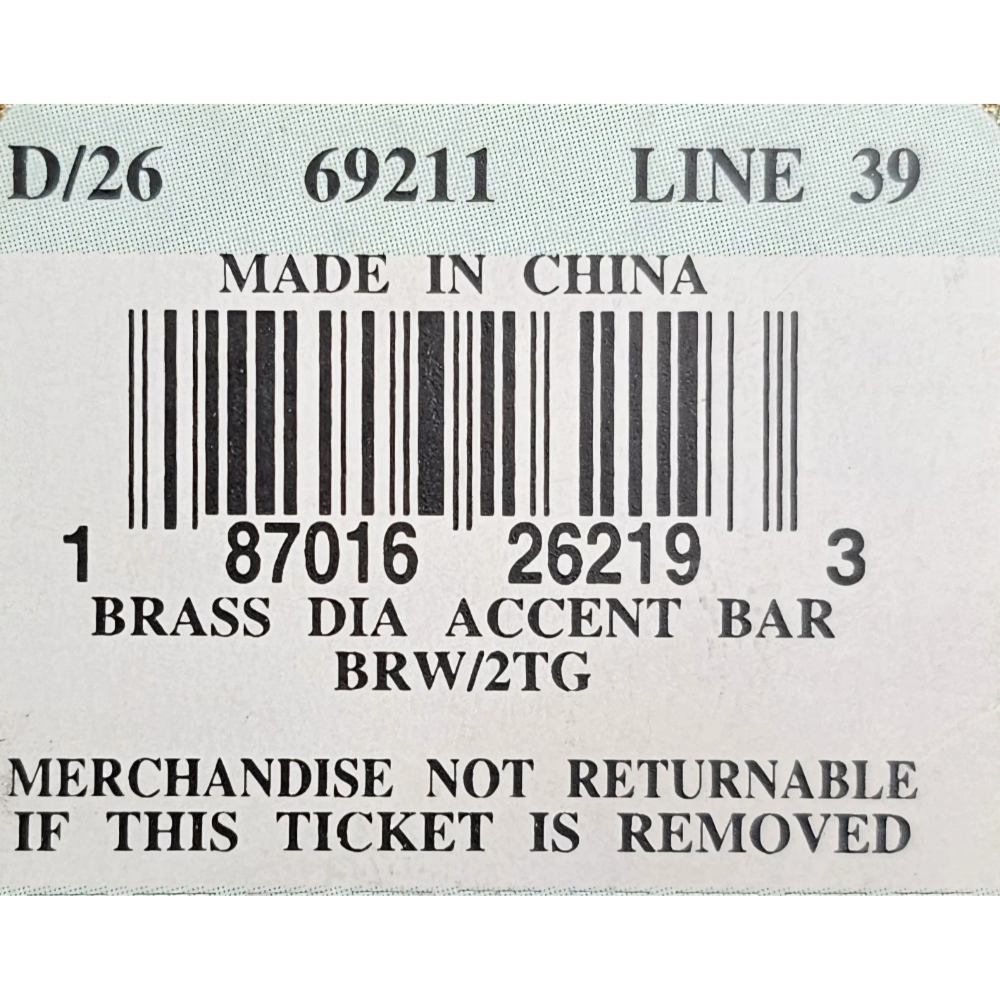 D/26 69211 LINE 39
MADE IN CHINA
1 87016 26219 3
BRASS DIA ACCENT BAR
BRW/2TG
MERCHANDISE NOT RETURNABLE
IF THIS TICKET IS REMOVED